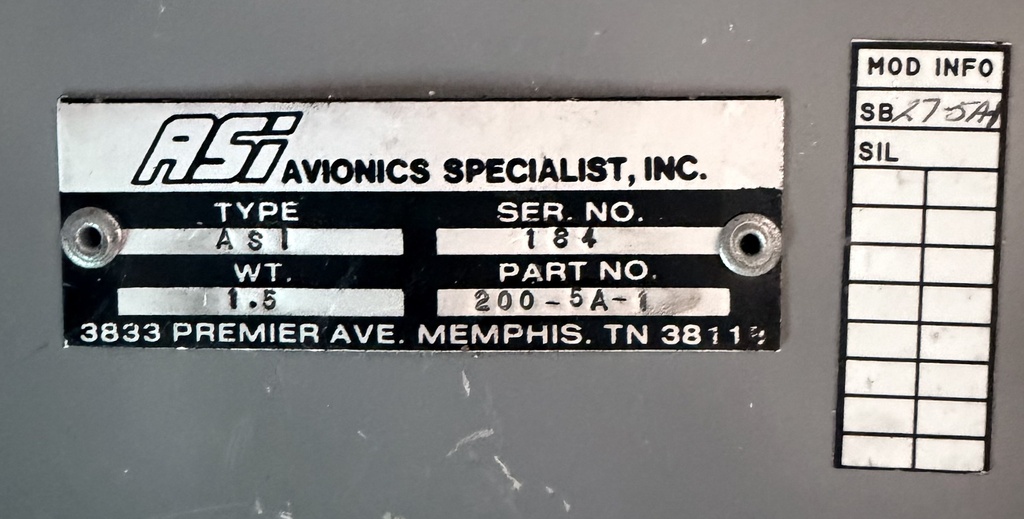 ASi AVIONICS SPECIALIST, INC.
TYPE
ASI
SER. NO.
184
WT.
1.5
PART NO.
200-5A-1
3833 PREMIER AVE. MEMPHIS. TN
MOD INFO
SB
SIL